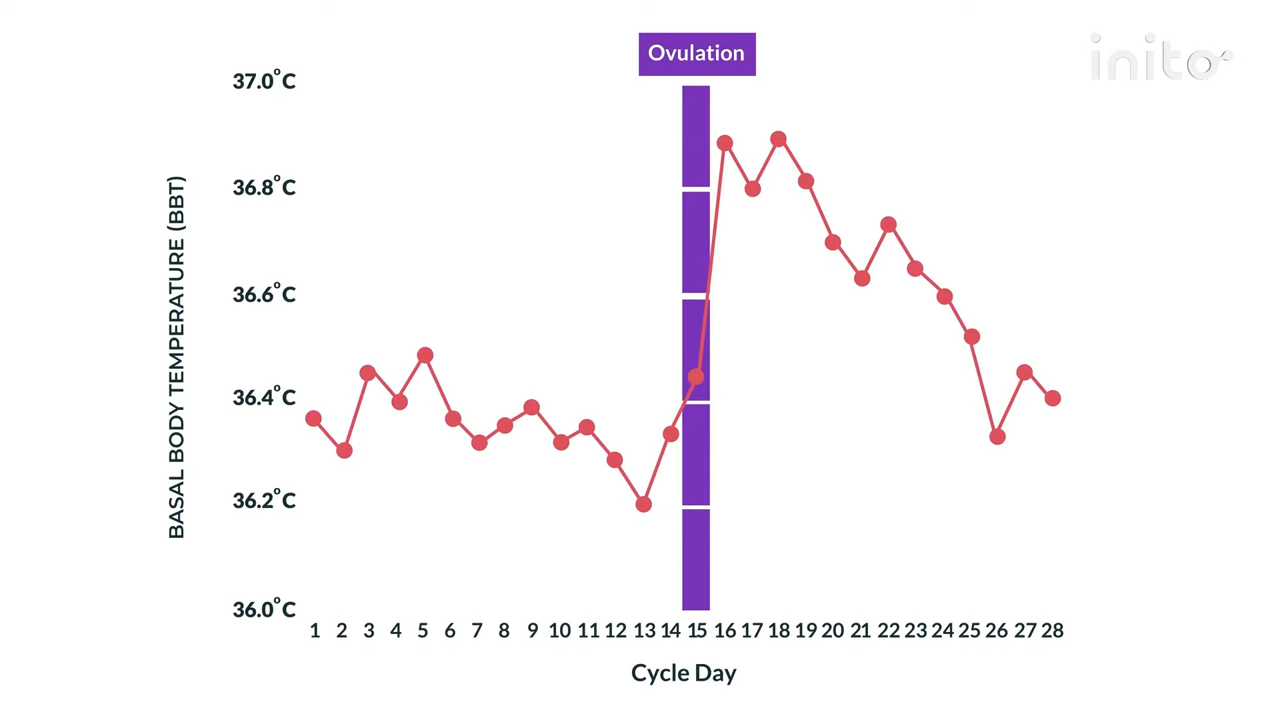 inito
Ovulation
37.0°C
36.8°C
36.6°C
36.4°C
36.2°C
36.0°C
BASAL BODY TEMPERATURE (BBT)
1 2 3 4 5 6 7 8 9 10 11 12 13 14 15 16 17 18 19 20 21 22 23 24 25 26 27 28
Cycle Day